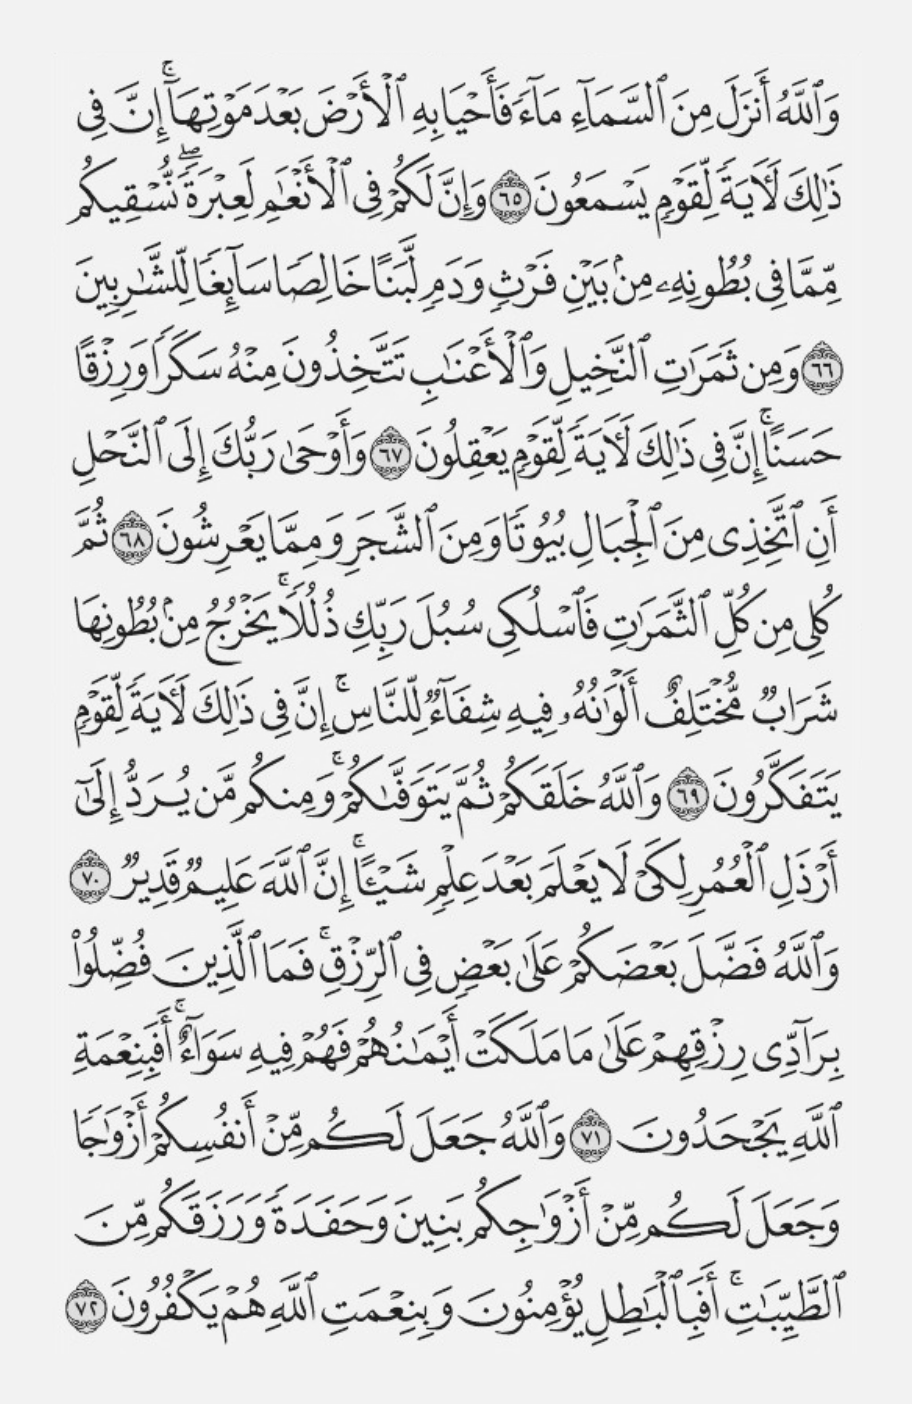 وَٱللَّهُ أَنزَلَ مِنَ ٱلسَّمَآءِ مَآءٗ فَأَحۡيَا بِهِ ٱلۡأَرۡضَ بَعۡدَ مَوۡتِهَآۚ إِنَّ فِي
ذَٰلِكَ لَأٓيَةٗ لِّقَوۡمٖ يَسۡمَعُونَ ٦٥ وَإِنَّ لَكُمۡ فِي ٱلۡأَنۡعَٰمِ لَعِبۡرَةٗۖ نُّسۡقِيكُم
مِّمَّا فِي بُطُونِهِۦ مِنۢ بَيۡنِ فَرۡثٖ وَدَمٖ لَّبَنًا خَالِصٗا سَآئِغٗا لِّلشَّٰرِبِينَ
٦٦ وَمِن ثَمَرَٰتِ ٱلنَّخِيلِ وَٱلۡأَعۡنَٰبِ تَتَّخِذُونَ مِنۡهُ سَكَرٗا وَرِزۡقًا
حَسَنًاۚ إِنَّ فِي ذَٰلِكَ لَأٓيَةٗ لِّقَوۡمٖ يَعۡقِلُونَ ٦٧ وَأَوۡحَىٰ رَبُّكَ إِلَى ٱلنَّحۡلِ
أَنِ ٱتَّخِذِي مِنَ ٱلۡجِبَالِ بُيُوتٗا وَمِنَ ٱلشَّجَرِ وَمِمَّا يَعۡرِشُونَ ٦٨ ثُمَّ
كُلِي مِن كُلِّ ٱلثَّمَرَٰتِ فَٱسۡلُكِي سُبُلَ رَبِّكِ ذُلُلٗاۚ يَخۡرُجُ مِنۢ بُطُونِهَا
شَرَابٞ مُّخۡتَلِفٌ أَلۡوَٰنُهُۥ فِيهِ شِفَآءٞ لِّلنَّاسِۚ إِنَّ فِي ذَٰلِكَ لَأٓيَةٗ لِّقَوۡمٖ
يَتَفَكَّرُونَ ٦٩ وَٱللَّهُ خَلَقَكُمۡ ثُمَّ يَتَوَفَّىٰكُمۡۚ وَمِنكُم مَّن يُرَدُّ إِلَىٰٓ
أَرۡذَلِ ٱلۡعُمُرِ لِكَيۡ لَا يَعۡلَمَ بَعۡدَ عِلۡمٖ شَيۡـًٔاۚ إِنَّ ٱللَّهَ عَلِيمٞ قَدِيرٞ ٧٠
وَٱللَّهُ فَضَّلَ بَعۡضَكُمۡ عَلَىٰ بَعۡضٖ فِي ٱلرِّزۡقِۚ فَمَا ٱلَّذِينَ فُضِّلُواْ
بِرَآدِّي رِزۡقِهِمۡ عَلَىٰ مَا مَلَكَتۡ أَيۡمَٰنُهُمۡ فَهُمۡ فِيهِ سَوَآءٌۚ أَفَبِنِعۡمَةِ
ٱللَّهِ يَجۡحَدُونَ ٧١ وَٱللَّهُ جَعَلَ لَكُم مِّنۡ أَنفُسِكُمۡ أَزۡوَٰجٗا
وَجَعَلَ لَكُم مِّنۡ أَزۡوَٰجِكُم بَنِينَ وَحَفَدَةٗ وَرَزَقَكُم مِّنَ
ٱلطَّيِّبَٰتِۚ أَفَبِٱلۡبَٰطِلِ يُؤۡمِنُونَ وَبِنِعۡمَتِ ٱللَّهِ هُمۡ يَكۡفُرُونَ ٧٢